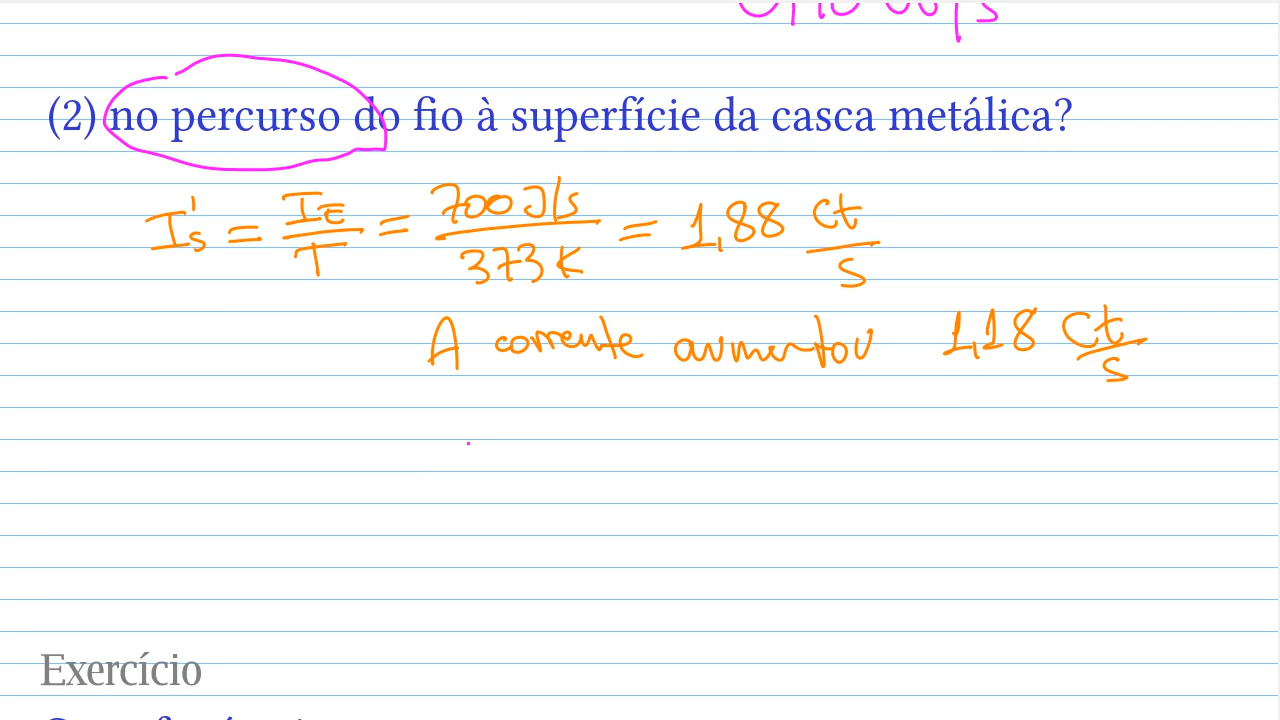 (2) no percurso do fio à superfície da casca metálica?
I's = IE/T = 700 J/s / 373 K = 1,88 Ct/s
A corrente aumentou 1,18 Ct/s
Exercício